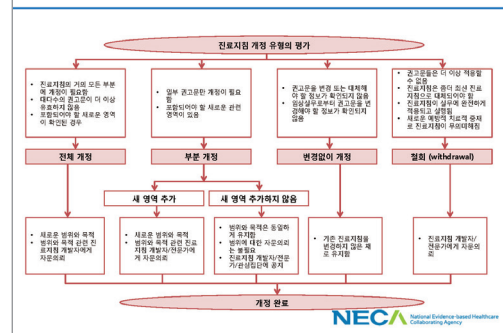 진료지침 개정 유형의 평가
• 진료지침의 거의 모든 부분
에 개정이 필요함
• 대다수의 권고문이 더 이상
유효하지 않음
• 포함되어야 할 새로운 영역
이 확인된 경우
• 일부 권고문만 개정이 필요
함
• 포함되어야 할 새로운 관련
영역이 있음
• 권고문을 변경 또는 대체해
야 할 정보가 확인되지 않음
• 임상실무로부터 권고문을 변
경해야 할 정보가 확인되지
않음
• 권고문들은 더 이상 적용할
수 없음
• 진료지침은 좀더 최신 진료
지침으로 대체되어야 함
• 진료지침이 실무에 완전하게
적용되고 실행됨
• 새로운 예방적 치료적 중재
로 진료지침이 무의태해짐
전체 개정
부분 개정
변경없이 개정
철회 (withdrawal)
새 영역 추가
새 영역 추가하지 않음
• 새로운 범위와 목적
• 범위와 목적 관련 진
료지침 개발자에게
자문의뢰
• 새로운 범위와 목적
• 범위와 목적 관련 진료
지침 개발자/전문가에
게 자문의뢰
• 범위와 목적은 동일하
게 유지함
• 범위에 대한 자문의뢰
는 불필요
• 진료지침 개발자/전문
가/관심집단에 공지
• 기존 진료지침을
변경하지 않은 채
로 유지함
• 진료지침 개발자/
전문가에게 자문의
뢰
개정 완료
NECA National Evidence-based Healthcare
Collaborating Agency